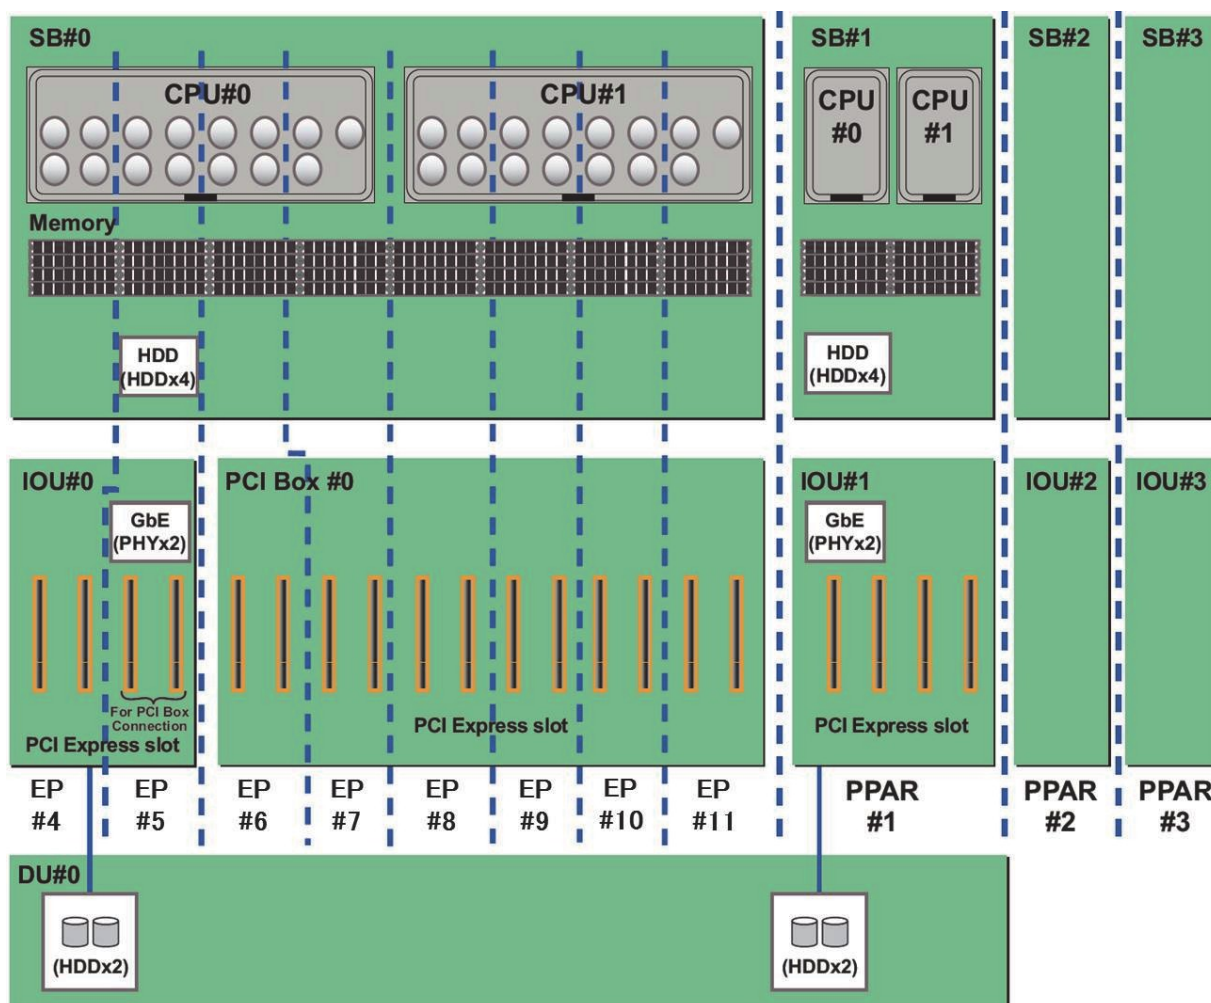 SB#0
SB#1
SB#2
SB#3
CPU#0
CPU#1
CPU
#0
CPU
#1
Memory
HDD
(HDDx4)
HDD
(HDDx4)
IOU#0
PCI Box #0
IOU#1
IOU#2
IOU#3
GbE
(PHYx2)
GbE
(PHYx2)
For PCI Box
Connection
PCI Express slot
PCI Express slot
PCI Express slot
EP
#4
EP
#5
EP
#6
EP
#7
EP
#8
EP
#9
EP
#10
EP
#11
PPAR
#1
PPAR
#2
PPAR
#3
DU#0
(HDDx2)
(HDDx2)